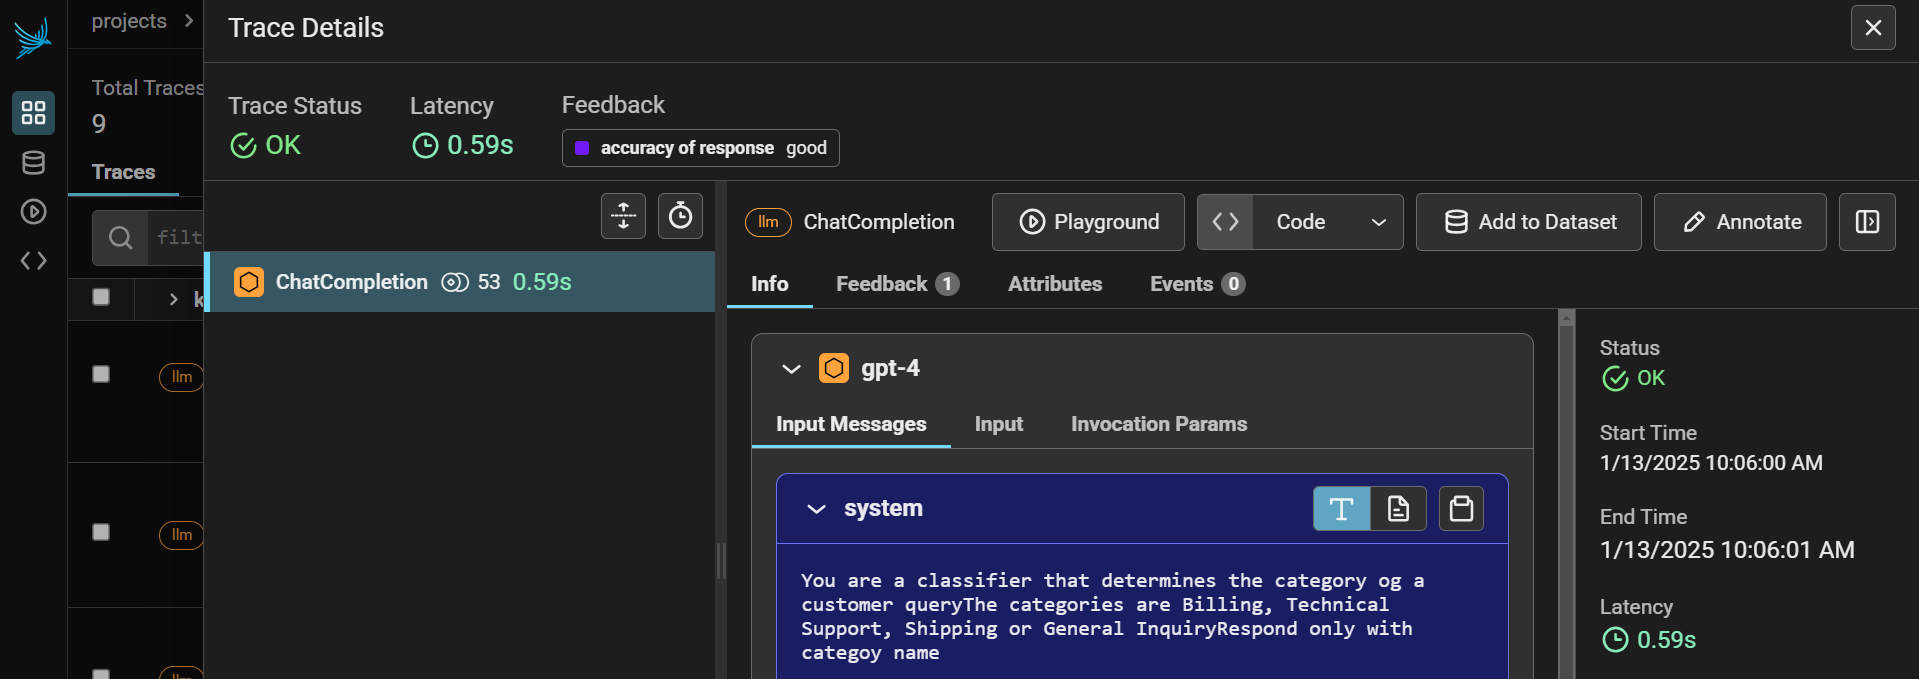 projects
Trace Details
Total Traces
9
Traces
filt
k
llm
llm
llm
Trace Status
OK
Latency
0.59s
Feedback
accuracy of response good
ChatCompletion 53 0.59s
llm ChatCompletion
Playground
Code
Add to Dataset
Annotate
Info
Feedback 1
Attributes
Events 0
gpt-4
Input Messages
Input
Invocation Params
system
You are a classifier that determines the category og a
customer queryThe categories are Billing, Technical
Support, Shipping or General InquiryRespond only with
categoy name
Status
OK
Start Time
1/13/2025 10:06:00 AM
End Time
1/13/2025 10:06:01 AM
Latency
0.59s